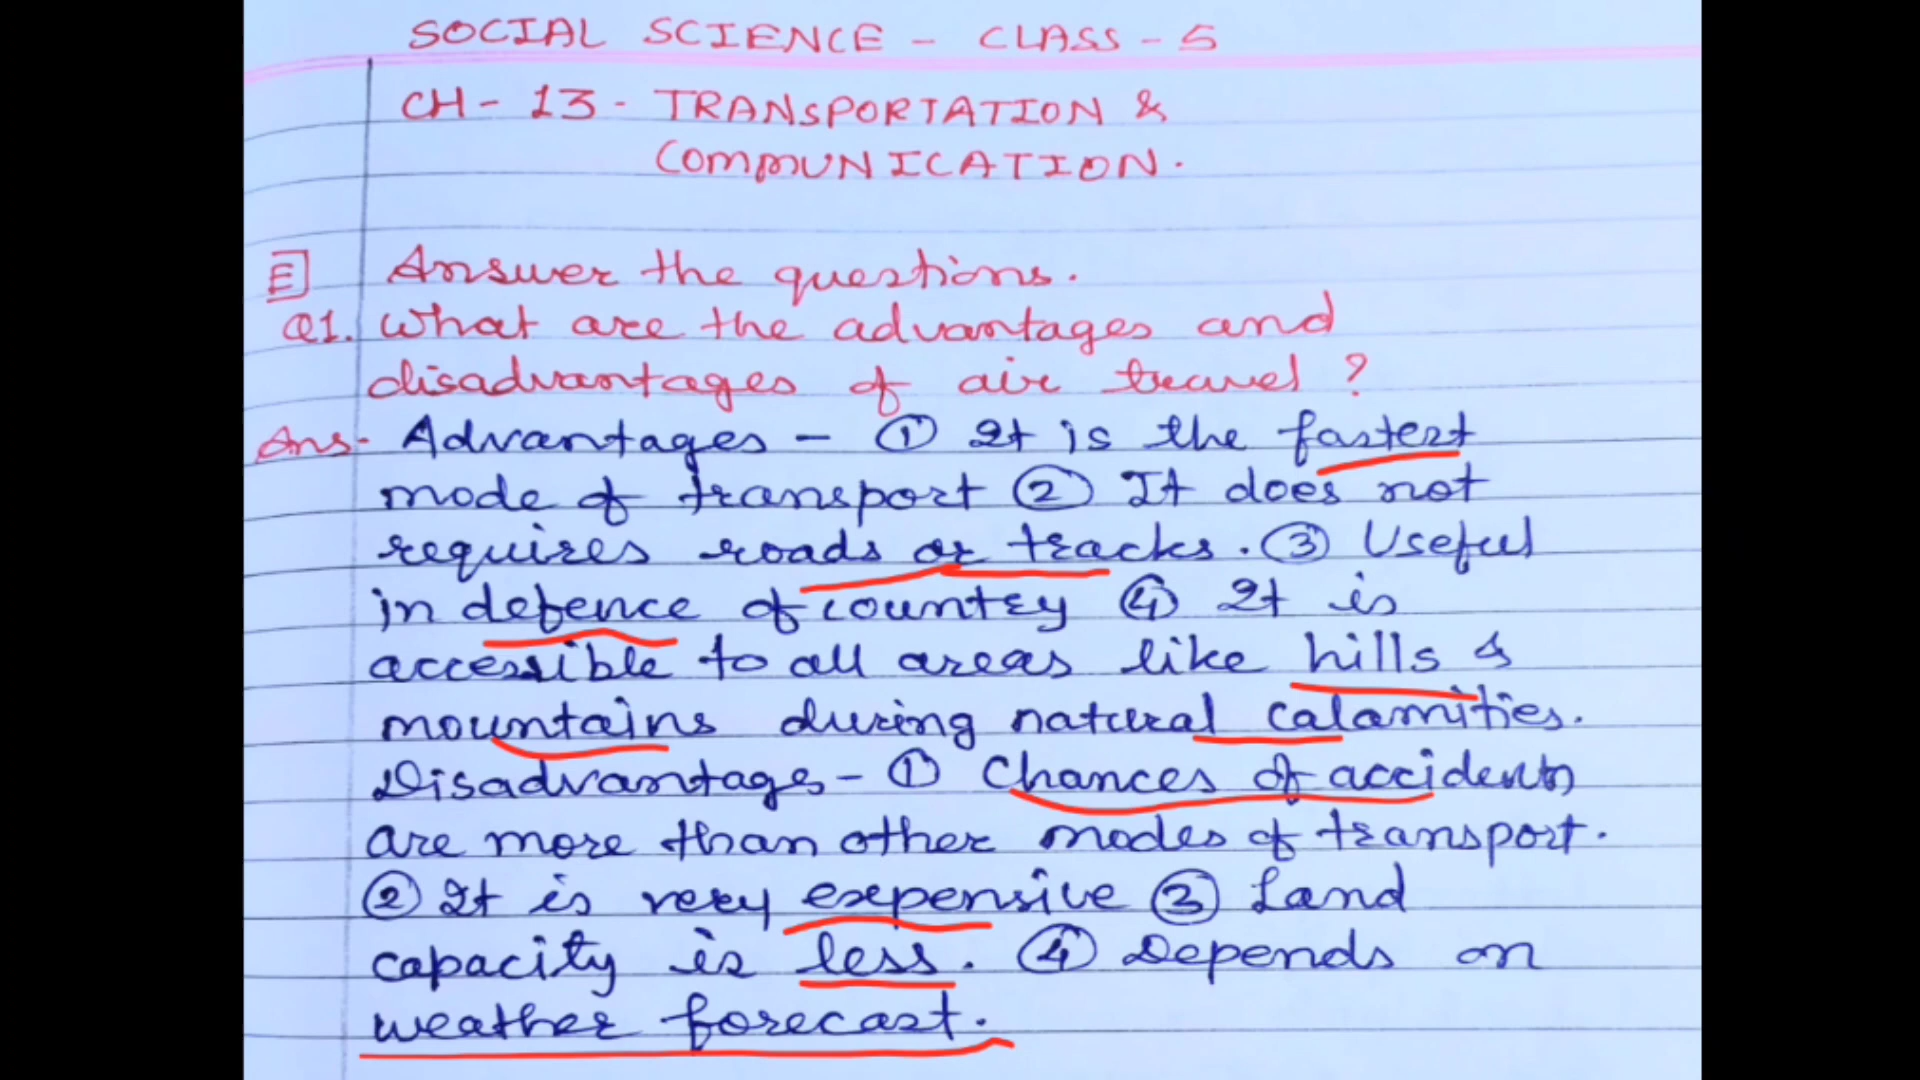 SOCIAL SCIENCE - CLASS - 5
CH - 13 - TRANSPORTATION &
COMMUNICATION.
E Answer the questions.
Q1. What are the advantages and
disadvantages of air travel ?
Ans- Advantages - ① It is the fastest
mode of transport ② It does not
requires roads or tracks. ③ Useful
in defence of country ④ It is
accessible to all areas like hills &
mountains during natural calamities.
Disadvantages - ① Chances of accidents
are more than other modes of transport.
② It is very expensive ③ Land
capacity is less. ④ Depends on
weather forecast.